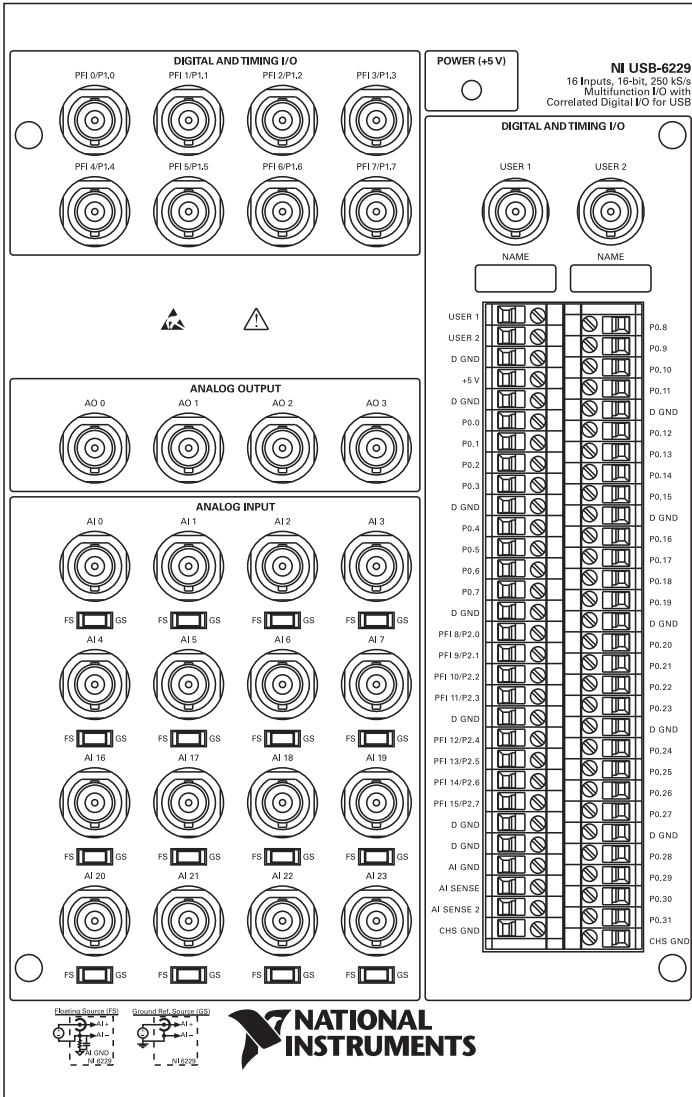 DIGITAL AND TIMING I/O
PFI 0/P1.0 PFI 1/P1.1 PFI 2/P1.2 PFI 3/P1.3
PFI 4/P1.4 PFI 5/P1.5 PFI 6/P1.6 PFI 7/P1.7
POWER (+5 V)
NI USB-6229
16 Inputs, 16-bit, 250 kS/s
Multifunction I/O with
Correlated Digital I/O for USB
ANALOG OUTPUT
AO 0 AO 1 AO 2 AO 3
ANALOG INPUT
AI 0 AI 1 AI 2 AI 3
FS GS FS GS FS GS FS GS
AI 4 AI 5 AI 6 AI 7
FS GS FS GS FS GS FS GS
AI 16 AI 17 AI 18 AI 19
FS GS FS GS FS GS FS GS
AI 20 AI 21 AI 22 AI 23
FS GS FS GS FS GS FS GS
DIGITAL AND TIMING I/O
USER 1 USER 2
NAME NAME
USER 1
USER 2
D GND
+5 V
D GND
P0.0
P0.1
P0.2
P0.3
D GND
P0.4
P0.5
P0.6
P0.7
D GND
PFI 8/P2.0
PFI 9/P2.1
PFI 10/P2.2
PFI 11/P2.3
D GND
PFI 12/P2.4
PFI 13/P2.5
PFI 14/P2.6
PFI 15/P2.7
D GND
D GND
AI GND
AI SENSE
AI SENSE 2
CHS GND
P0.8
P0.9
P0.10
P0.11
D GND
P0.12
P0.13
P0.14
P0.15
D GND
P0.16
P0.17
P0.18
P0.19
D GND
P0.20
P0.21
P0.22
P0.23
D GND
P0.24
P0.25
P0.26
P0.27
D GND
P0.28
P0.29
P0.30
P0.31
CHS GND
Floating Source (FS)
AI +
AI –
AI GND
NI 6229
Ground Ref. Source (GS)
AI +
AI –
NI 6229
NATIONAL
INSTRUMENTS